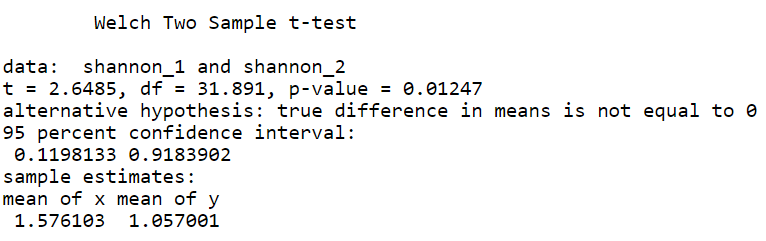 Welch Two Sample t-test
data:  shannon_1 and shannon_2
t = 2.6485, df = 31.891, p-value = 0.01247
alternative hypothesis: true difference in means is not equal to 0
95 percent confidence interval:
 0.1198133 0.9183902
sample estimates:
mean of x mean of y
 1.576103  1.057001